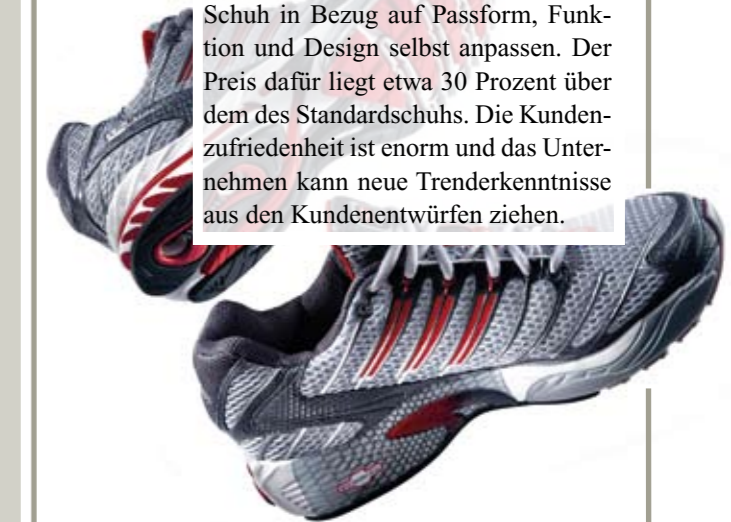 Schuh in Bezug auf Passform, Funk-
tion und Design selbst anpassen. Der
Preis dafür liegt etwa 30 Prozent über
dem des Standardschuhs. Die Kunden-
zufriedenheit ist enorm und das Unter-
nehmen kann neue Trenderkenntnisse
aus den Kundenentwürfen ziehen.